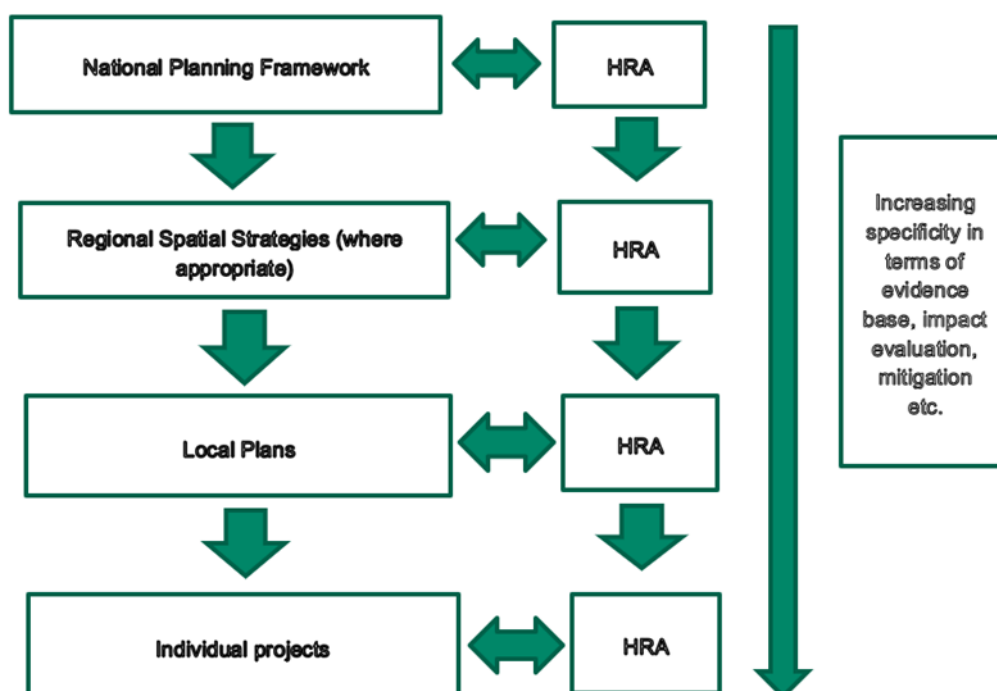 National Planning Framework
HRA
Regional Spatial Strategies (where
appropriate)
HRA
Local Plans
HRA
Individual projects
HRA
Increasing
specificity in
terms of
evidence
base, impact
evaluation,
mitigation
etc.